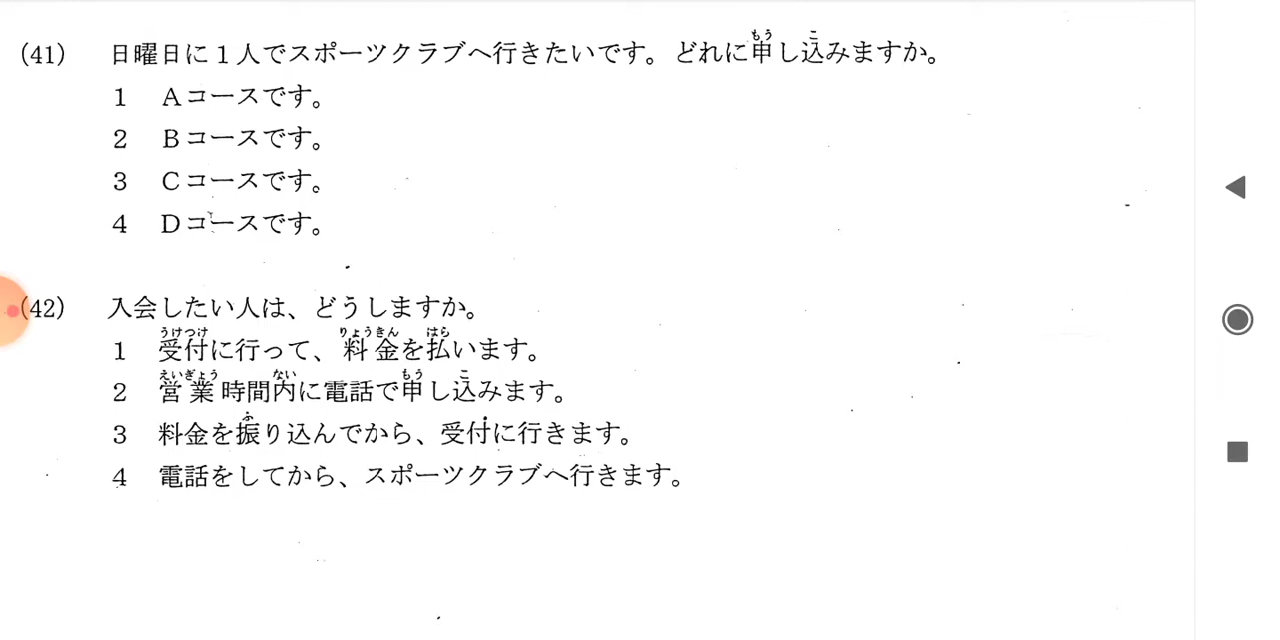 (41) 日曜日に1人でスポーツクラブへ行きたいです。どれに申し込みますか。
1 Aコースです。
2 Bコースです。
3 Cコースです。
4 Dコースです。
(42) 入会したい人は、どうしますか。
1 受付に行って、料金を払います。
2 営業時間内に電話で申し込みます。
3 料金を振り込んでから、受付に行きます。
4 電話をしてから、スポーツクラブへ行きます。